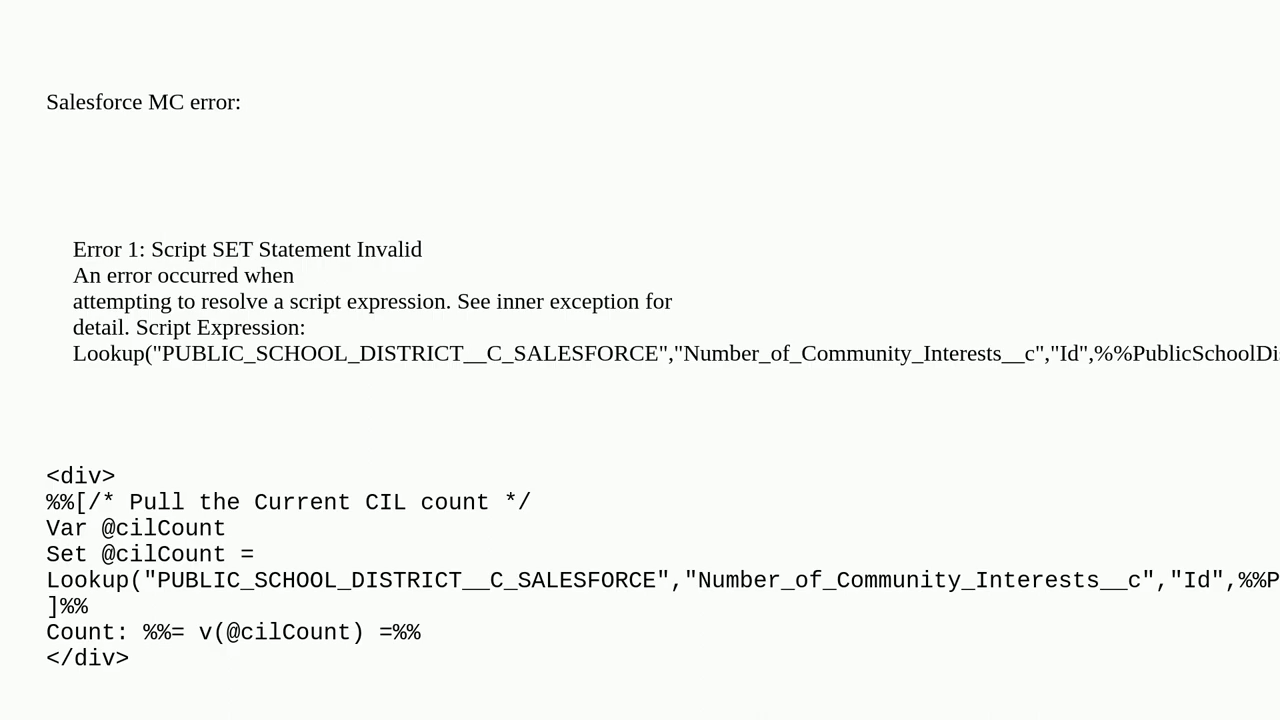 Salesforce MC error:
Error 1: Script SET Statement Invalid
An error occurred when
attempting to resolve a script expression. See inner exception for
detail. Script Expression:
Lookup("PUBLIC_SCHOOL_DISTRICT__C_SALESFORCE","Number_of_Community_Interests__c","Id",%%PublicSchoolDis
<div>
%%[/* Pull the Current CIL count */
Var @cilCount
Set @cilCount =
Lookup("PUBLIC_SCHOOL_DISTRICT__C_SALESFORCE","Number_of_Community_Interests__c","Id",%%P
]%%
Count: %%= v(@cilCount) =%%
</div>